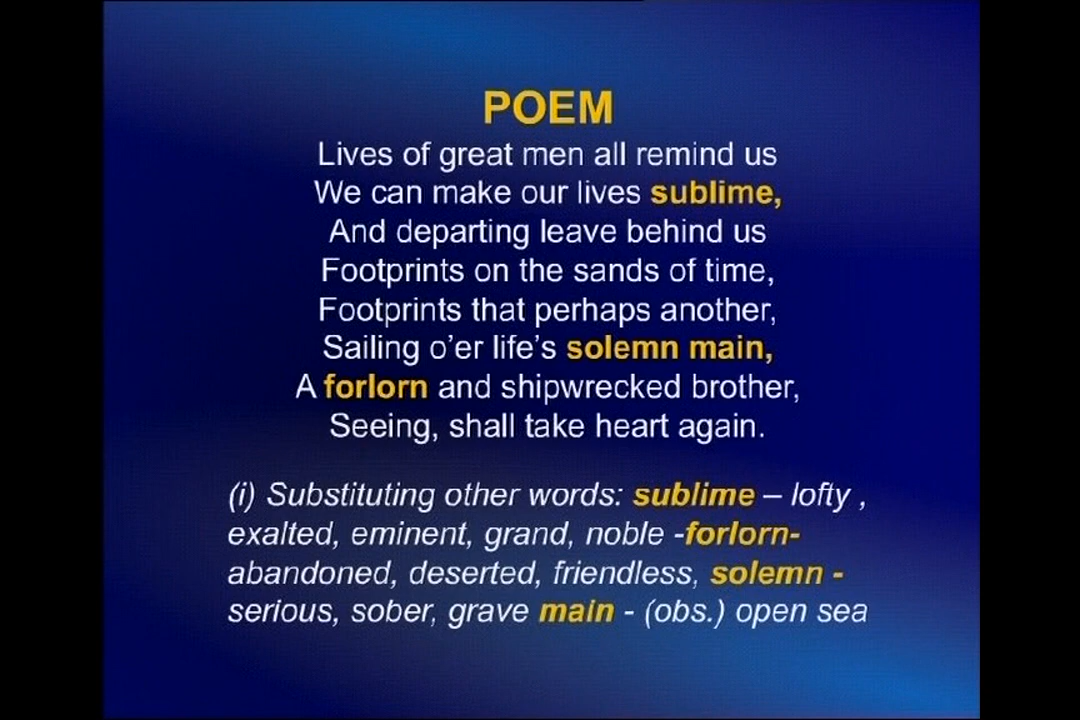 POEM
Lives of great men all remind us
We can make our lives sublime,
And departing leave behind us
Footprints on the sands of time,
Footprints that perhaps another,
Sailing o’er life’s solemn main,
A forlorn and shipwrecked brother,
Seeing, shall take heart again.
(i) Substituting other words: sublime – lofty ,
exalted, eminent, grand, noble -forlorn-
abandoned, deserted, friendless, solemn -
serious, sober, grave main - (obs.) open sea